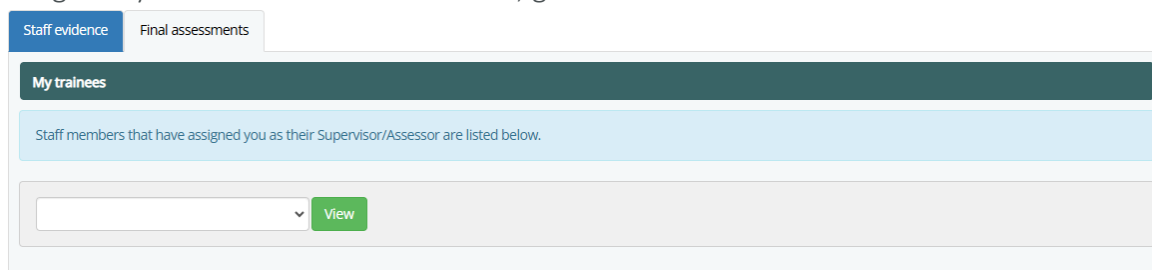 Staff evidence Final assessments
My trainees
Staff members that have assigned you as their Supervisor/Assessor are listed below.
View